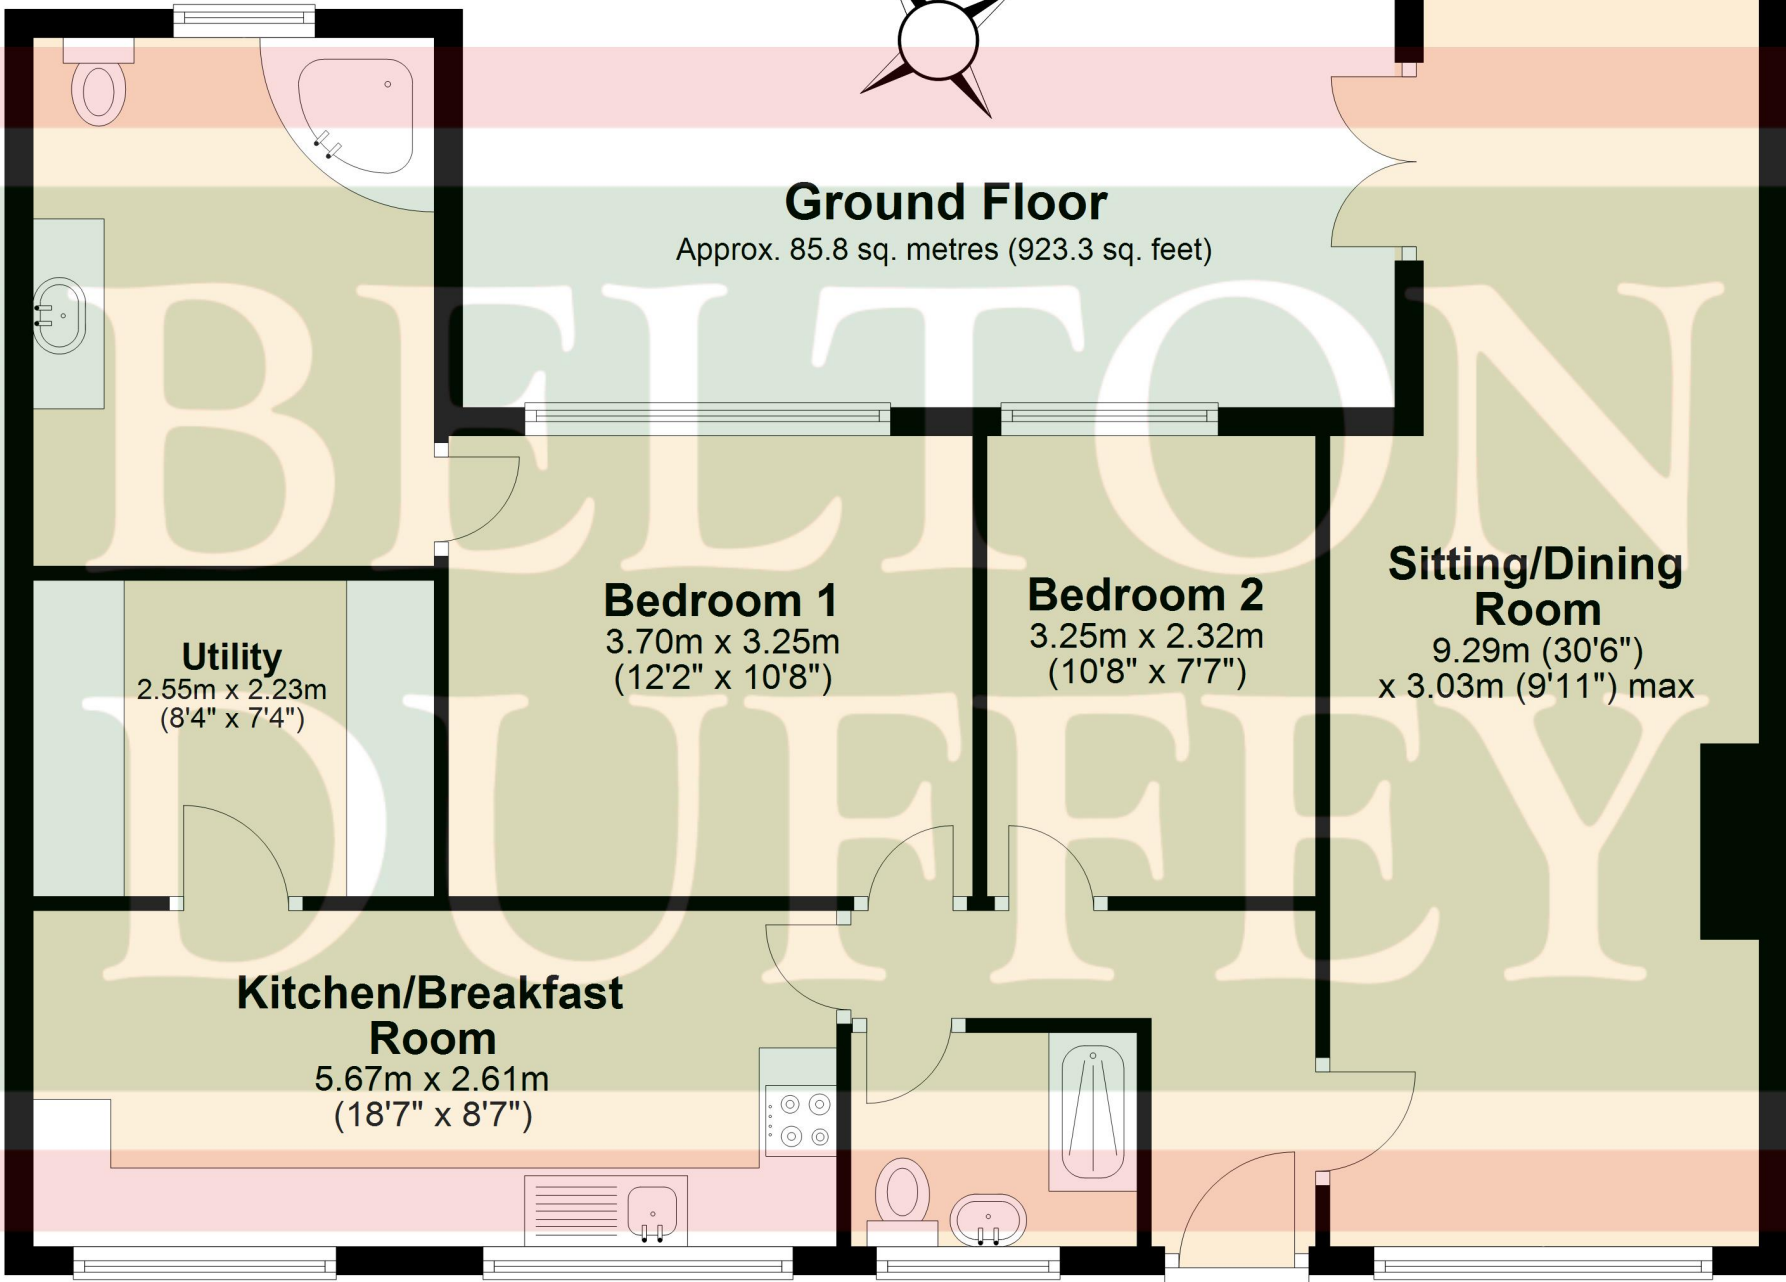 Ground Floor
Approx. 85.8 sq. metres (923.3 sq. feet)
BELTON
DUFFEY
Bedroom 1
3.70m x 3.25m
(12'2" x 10'8")
Bedroom 2
3.25m x 2.32m
(10'8" x 7'7")
Sitting/Dining
Room
9.29m (30'6")
x 3.03m (9'11") max
Utility
2.55m x 2.23m
(8'4" x 7'4")
Kitchen/Breakfast
Room
5.67m x 2.61m
(18'7" x 8'7")